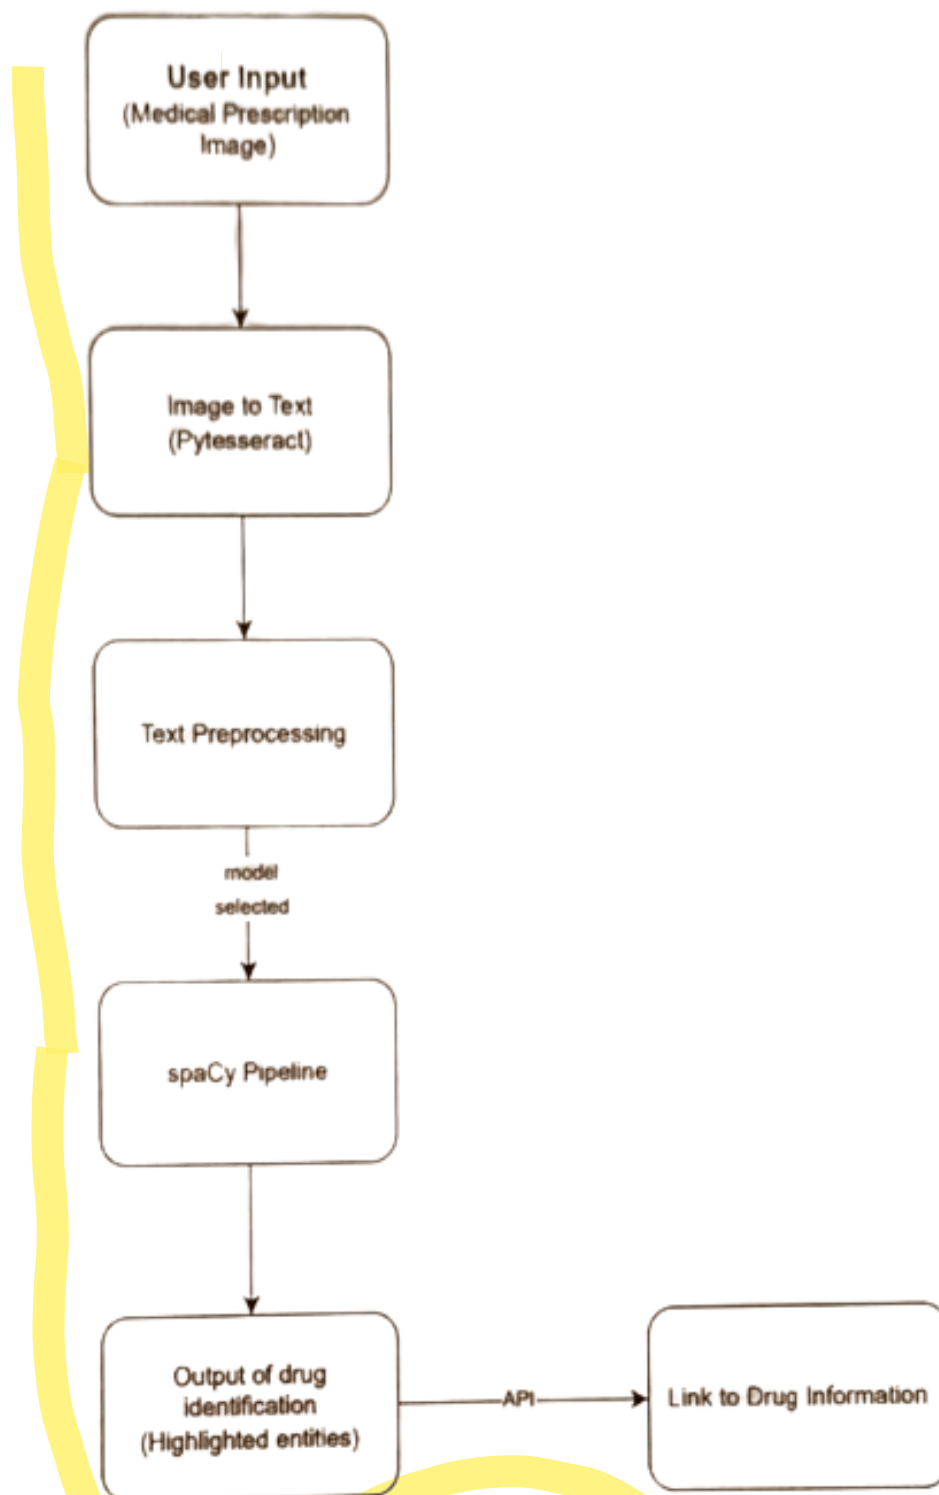 User Input
(Medical Prescription
Image)
Image to Text
(Pytesseract)
Text Preprocessing
model
selected
spaCy Pipeline
Output of drug
identification
(Highlighted entities)
API
Link to Drug Information